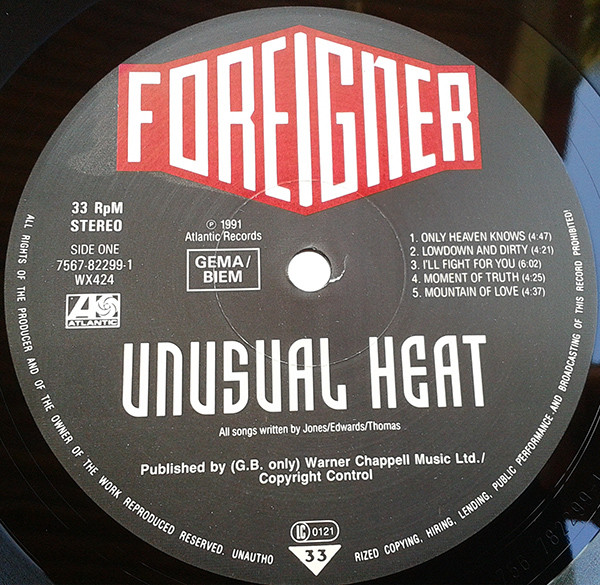 FOREIGNER
33 RpM
STEREO
SIDE ONE
7567-82299-1
WX424
ATLANTIC
℗ 1991
Atlantic Records
GEMA/
BIEM
1. ONLY HEAVEN KNOWS (4:47)
2. LOWDOWN AND DIRTY (4:21)
3. I'LL FIGHT FOR YOU (6:02)
4. MOMENT OF TRUTH (4:25)
5. MOUNTAIN OF LOVE (4:37)
UNUSUAL HEAT
All songs written by Jones/Edwards/Thomas
Published by (G.B. only) Warner Chappell Music Ltd./
Copyright Control
LC 0121
33
ALL RIGHTS OF THE PRODUCER AND OF THE OWNER OF THE WORK REPRODUCED RESERVED. UNAUTHO
RIZED COPYING, HIRING, LENDING, PUBLIC PERFORMANCE AND BROADCASTING OF THIS RECORD PROHIBITED!